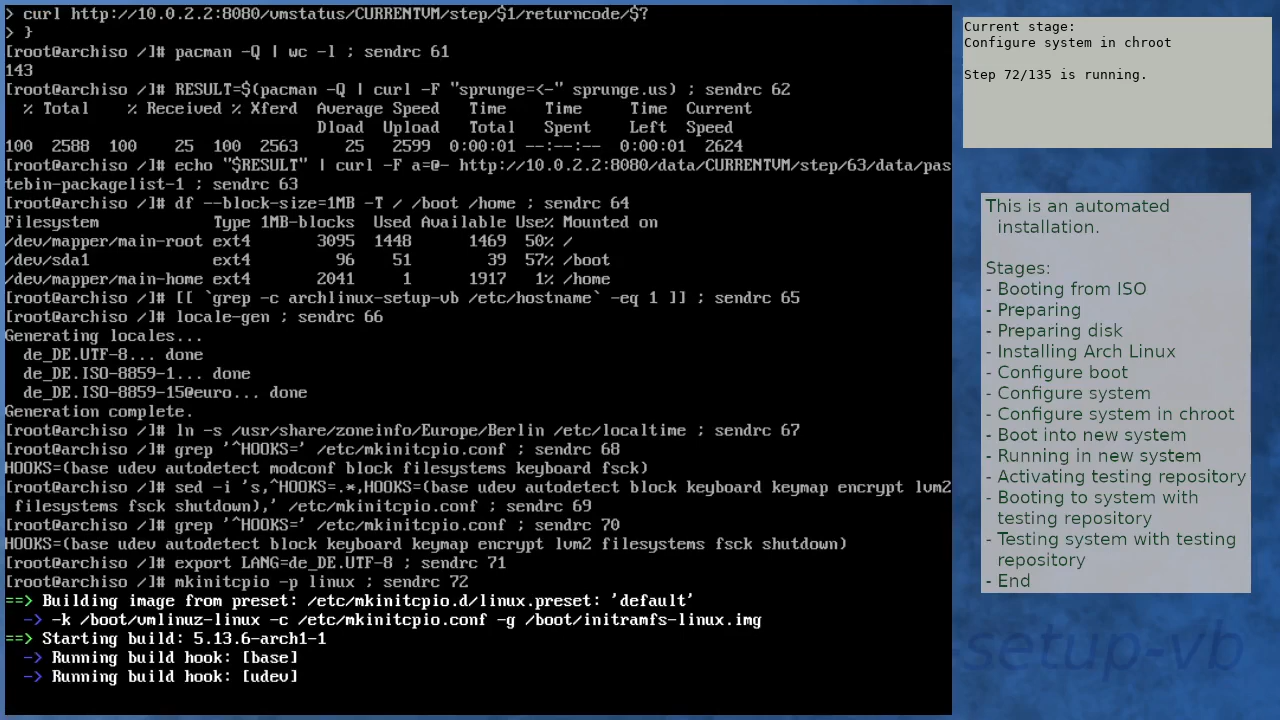 > curl http://10.0.2.2:8080/vmstatus/CURRENTVM/step/$1/returncode/$?
> }
[root@archiso /]# pacman -Q | wc -l ; sendrc 61
143
[root@archiso /]# RESULT=$(pacman -Q | curl -F "sprunge=<-" sprunge.us) ; sendrc 62
  % Total    % Received % Xferd  Average Speed   Time    Time     Time  Current
                                 Dload  Upload   Total   Spent    Left  Speed
100  2588  100    25  100  2563     25   2599  0:00:01 --:--:--  0:00:01  2624
[root@archiso /]# echo "$RESULT" | curl -F a=@- http://10.0.2.2:8080/data/CURRENTVM/step/63/data/pas
tebin-packagelist-1 ; sendrc 63
[root@archiso /]# df --block-size=1MB -T / /boot /home ; sendrc 64
Filesystem            Type 1MB-blocks  Used Available Use% Mounted on
/dev/mapper/main-root ext4       3095  1448      1469  50% /
/dev/sda1             ext4         96    51        39  57% /boot
/dev/mapper/main-home ext4       2041     1      1917   1% /home
[root@archiso /]# [[ `grep -c archlinux-setup-vb /etc/hostname` -eq 1 ]] ; sendrc 65
[root@archiso /]# locale-gen ; sendrc 66
Generating locales...
  de_DE.UTF-8... done
  de_DE.ISO-8859-1... done
  de_DE.ISO-8859-15@euro... done
Generation complete.
[root@archiso /]# ln -s /usr/share/zoneinfo/Europe/Berlin /etc/localtime ; sendrc 67
[root@archiso /]# grep '^HOOKS=' /etc/mkinitcpio.conf ; sendrc 68
HOOKS=(base udev autodetect modconf block filesystems keyboard fsck)
[root@archiso /]# sed -i 's,^HOOKS=.*,HOOKS=(base udev autodetect block keyboard keymap encrypt lvm2
 filesystems fsck shutdown),' /etc/mkinitcpio.conf ; sendrc 69
[root@archiso /]# grep '^HOOKS=' /etc/mkinitcpio.conf ; sendrc 70
HOOKS=(base udev autodetect block keyboard keymap encrypt lvm2 filesystems fsck shutdown)
[root@archiso /]# export LANG=de_DE.UTF-8 ; sendrc 71
[root@archiso /]# mkinitcpio -p linux ; sendrc 72
==> Building image from preset: /etc/mkinitcpio.d/linux.preset: 'default'
  -> -k /boot/vmlinuz-linux -c /etc/mkinitcpio.conf -g /boot/initramfs-linux.img
==> Starting build: 5.13.6-arch1-1
  -> Running build hook: [base]
  -> Running build hook: [udev]
Current stage:
Configure system in chroot
Step 72/135 is running.
This is an automated
installation.
Stages:
- Booting from ISO
- Preparing
- Preparing disk
- Installing Arch Linux
- Configure boot
- Configure system
- Configure system in chroot
- Boot into new system
- Running in new system
- Activating testing repository
- Booting to system with
testing repository
- Testing system with testing
repository
- End
-setup-vb